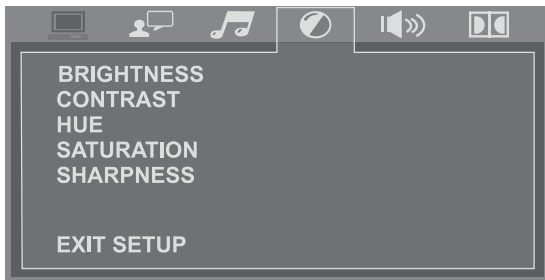 BRIGHTNESS
CONTRAST
HUE
SATURATION
SHARPNESS
EXIT SETUP